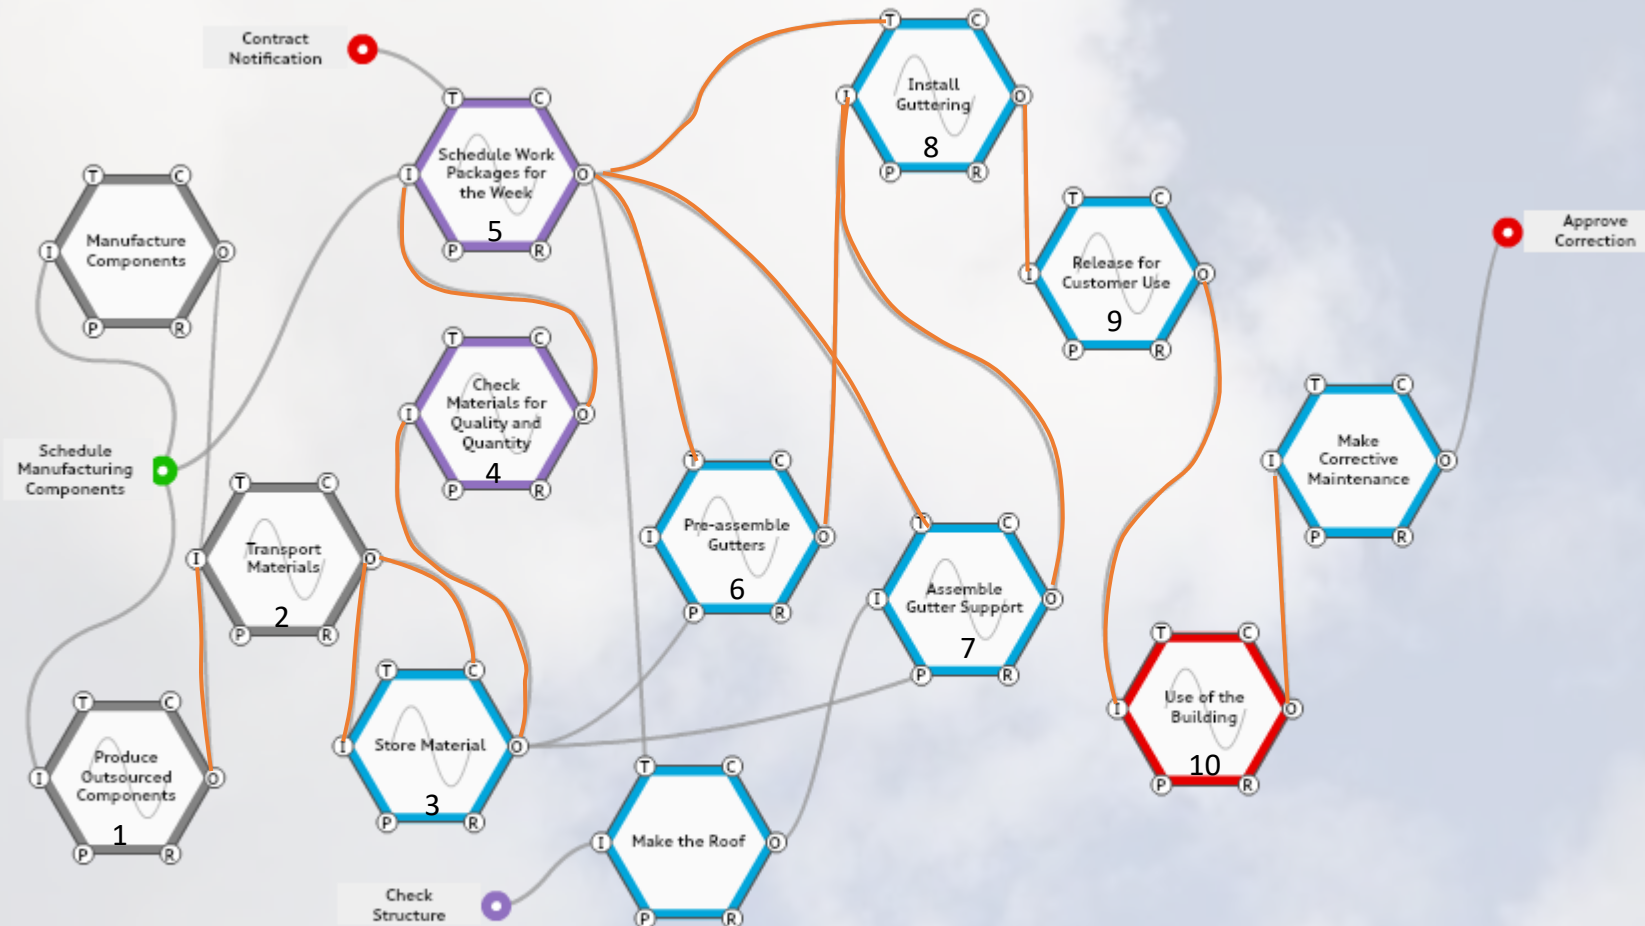 Contract
Notification
T
C
Schedule Work
Packages for
the Week
5
I
O
P
R
T
C
Install
Guttering
8
I
O
P
R
T
C
Manufacture
Components
I
O
P
R
T
C
Release for
Customer Use
9
I
O
P
R
Approve
Correction
T
C
Check
Materials for
Quality and
Quantity
4
I
O
P
R
T
C
Make
Corrective
Maintenance
I
O
P
R
Schedule
Manufacturing
Components
T
C
Transport
Materials
2
I
O
P
R
T
C
Pre-assemble
Gutters
6
I
O
P
R
T
C
Assemble
Gutter Support
7
I
O
P
R
T
C
Produce
Outsourced
Components
1
I
O
P
R
T
C
Store Material
3
I
O
P
R
T
C
Use of the
Building
10
I
O
P
R
T
C
Make the Roof
I
O
P
R
Check
Structure